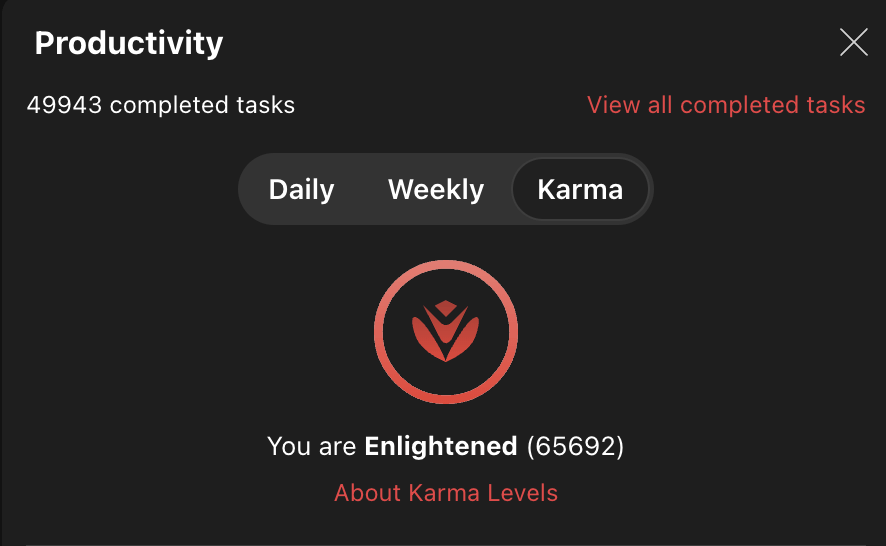 Productivity
49943 completed tasks
View all completed tasks
Daily
Weekly
Karma
You are Enlightened (65692)
About Karma Levels